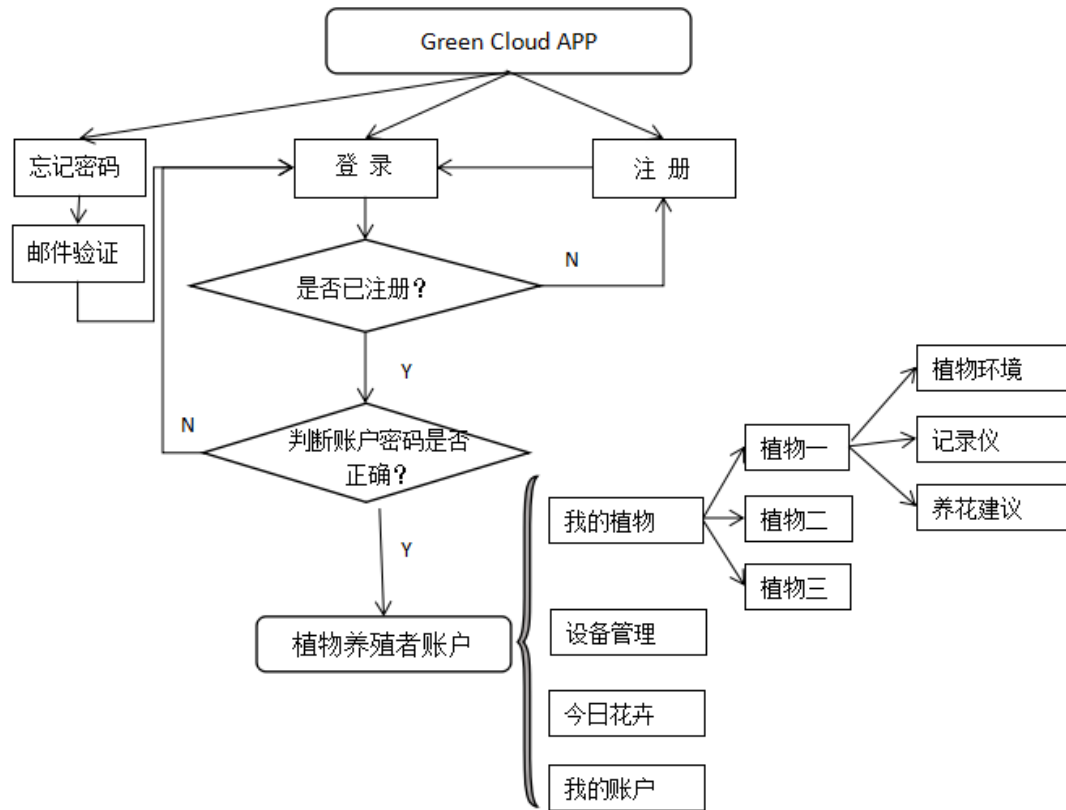 Green Cloud APP
忘记密码
登 录
注 册
邮件验证
是否已注册？
N
Y
N
判断账户密码是否
正确？
Y
植物养殖者账户
我的植物
设备管理
今日花卉
我的账户
植物一
植物二
植物三
植物环境
记录仪
养花建议